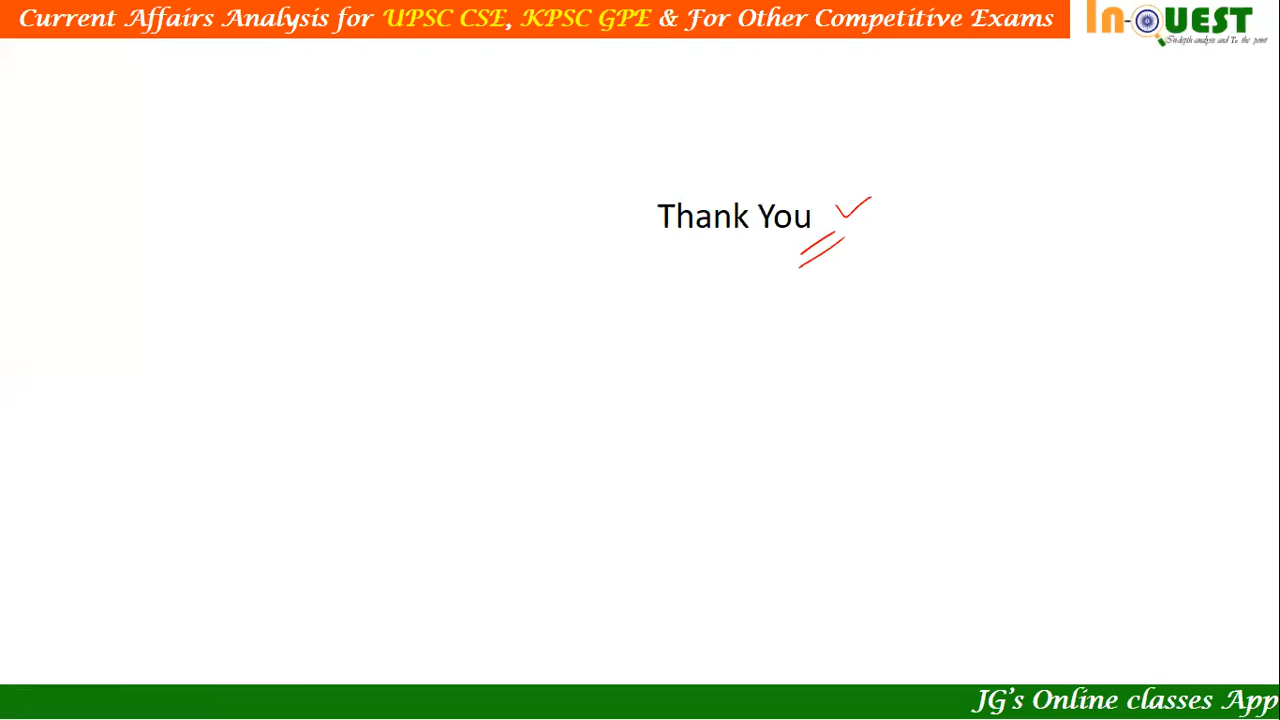 Current Affairs Analysis for UPSC CSE, KPSC GPE & For Other Competitive Exams
In-QUEST
In-depth analysis and To the point
Thank You
JG's Online classes App